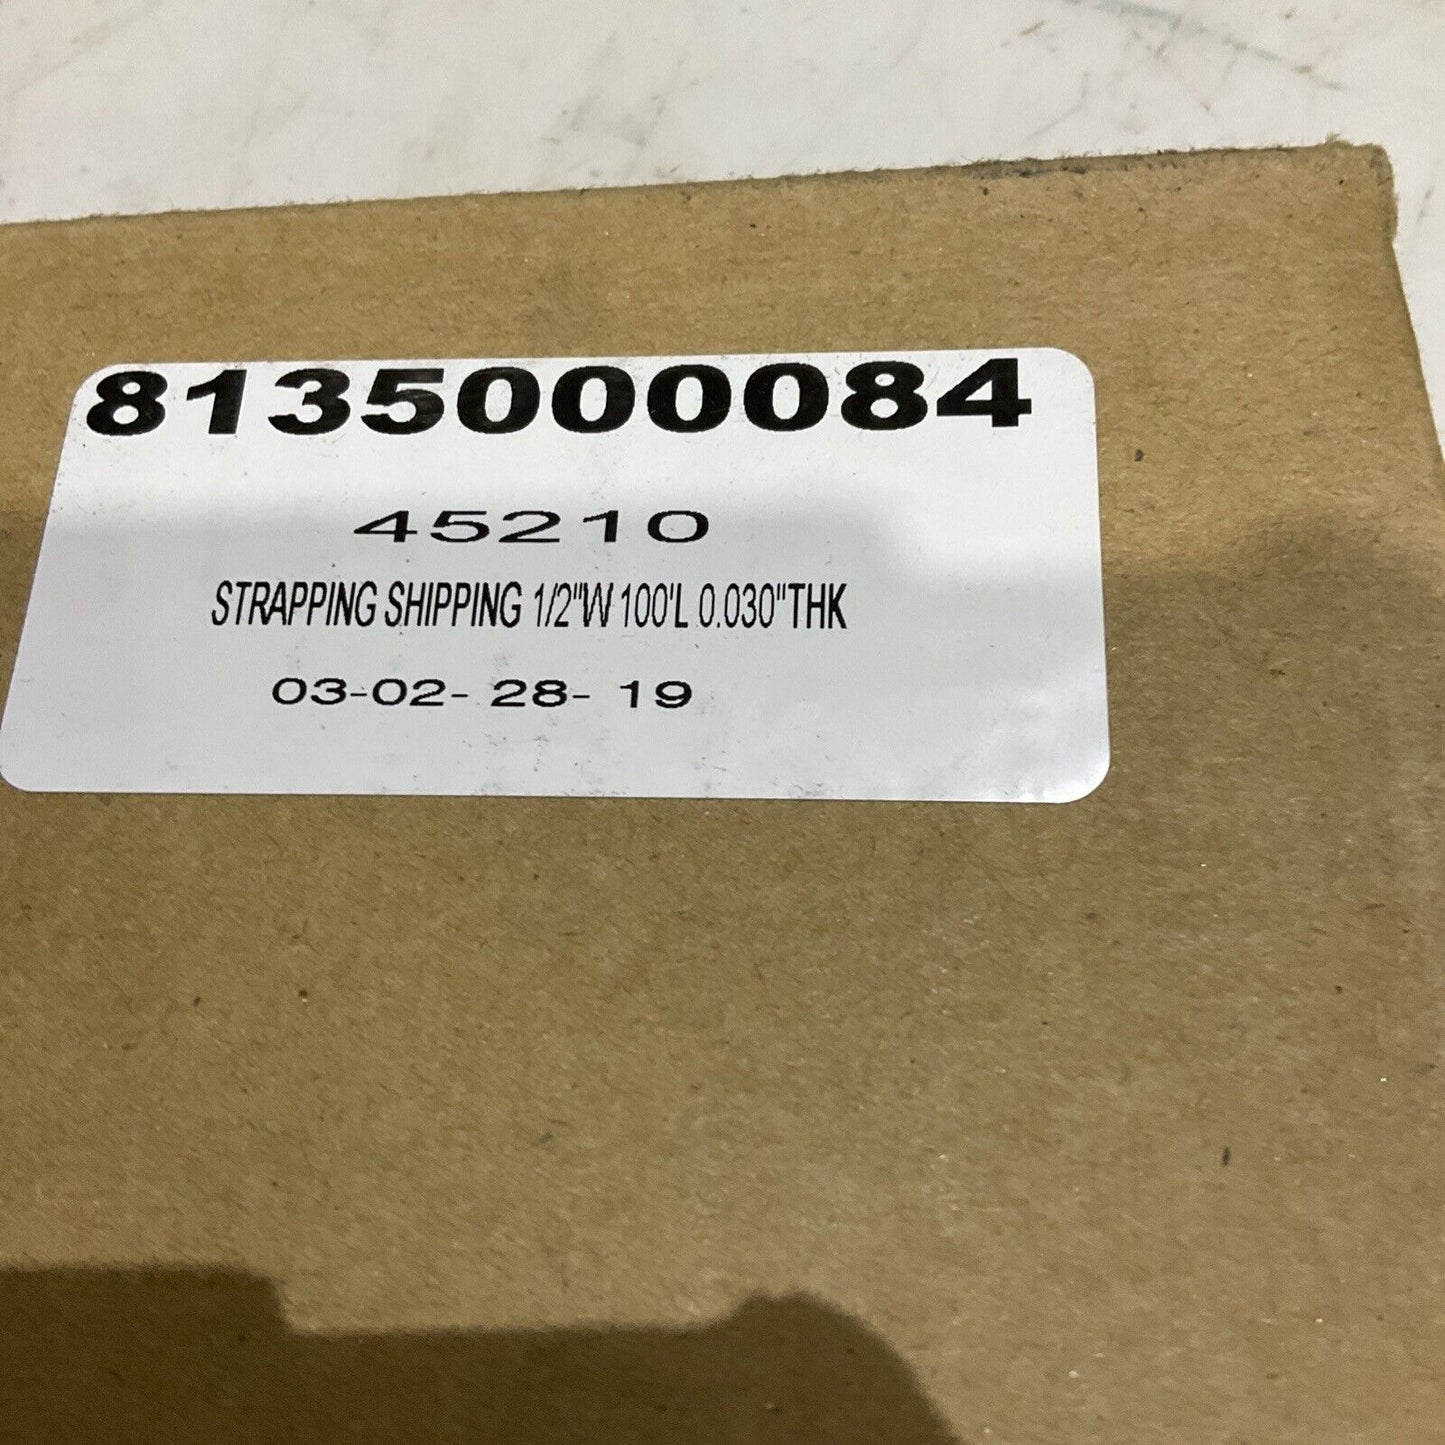 8135000084
45210
STRAPPING SHIPPING 1/2"W 100'L 0.030"THK
03-02- 28- 19